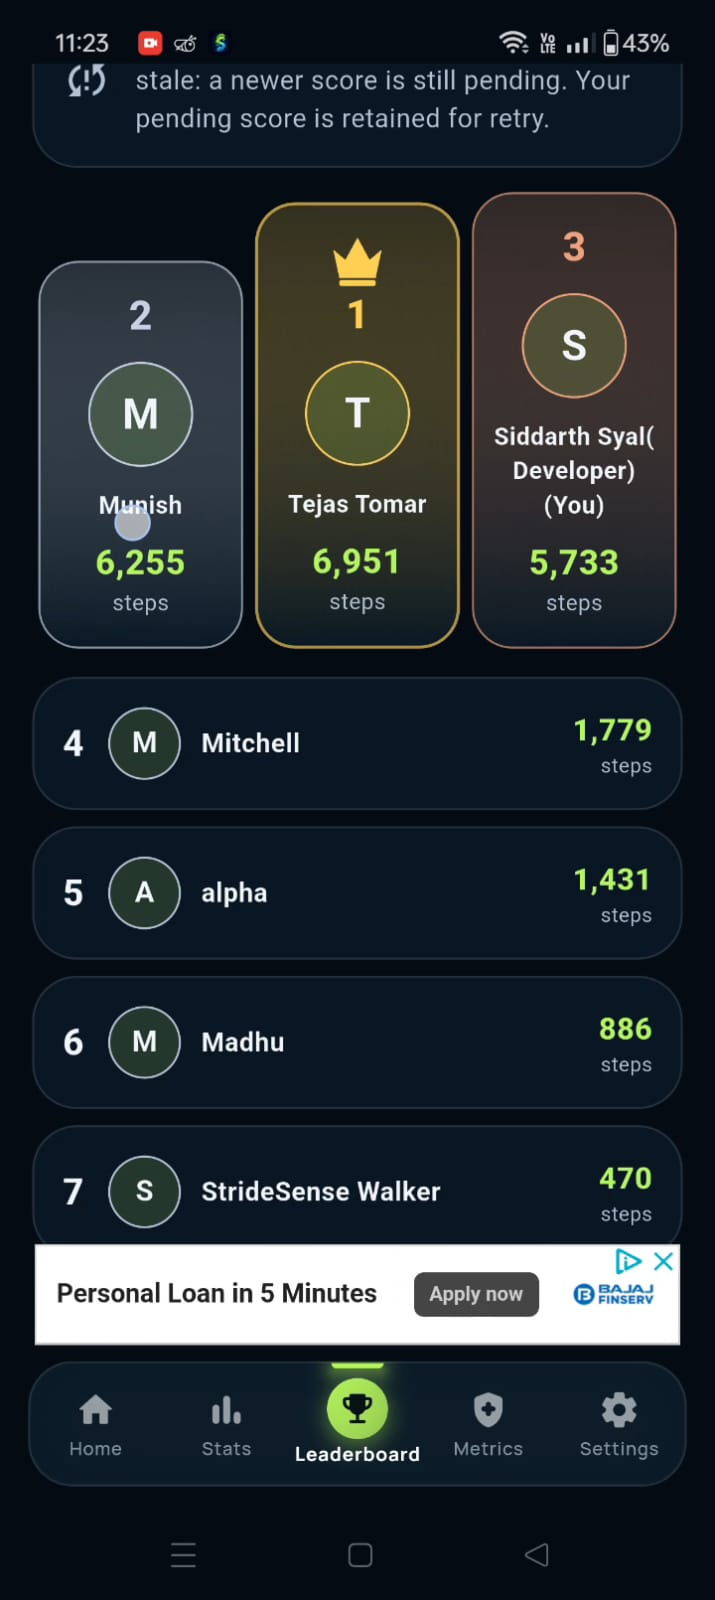 11:23
Vo
LTE
43%
stale: a newer score is still pending. Your
pending score is retained for retry.
2
M
Munish
6,255
steps
1
T
Tejas Tomar
6,951
steps
3
S
Siddarth Syal(
Developer)
(You)
5,733
steps
4
M
Mitchell
1,779
steps
5
A
alpha
1,431
steps
6
M
Madhu
886
steps
7
S
StrideSense Walker
470
steps
Personal Loan in 5 Minutes
Apply now
B BAJAJ
FINSERV
Home
Stats
Leaderboard
Metrics
Settings